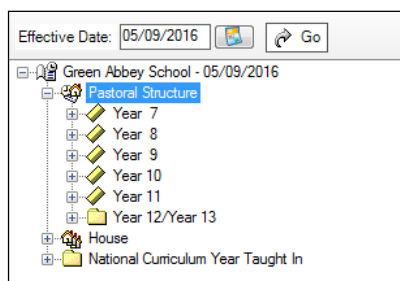 Effective Date: 05/09/2016 Go
Green Abbey School - 05/09/2016
Pastoral Structure
Year 7
Year 8
Year 9
Year 10
Year 11
Year 12/Year 13
House
National Curriculum Year Taught In